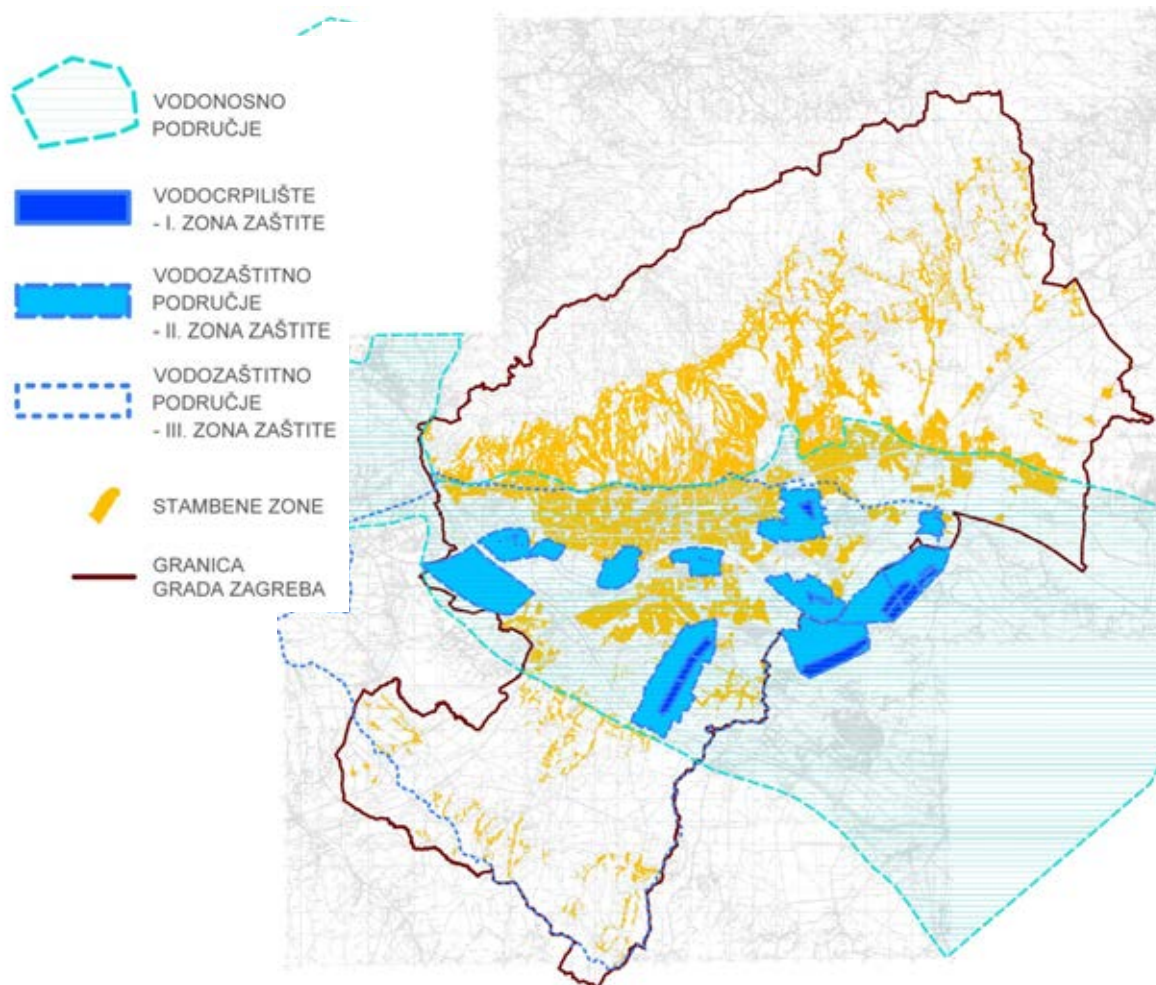 VODONOSNO
PODRUČJE
VODOCRPILIŠTE
- I. ZONA ZAŠTITE
VODOZAŠTITNO
PODRUČJE
- II. ZONA ZAŠTITE
VODOZAŠTITNO
PODRUČJE
- III. ZONA ZAŠTITE
STAMBENE ZONE
GRANICA
GRADA ZAGREBA